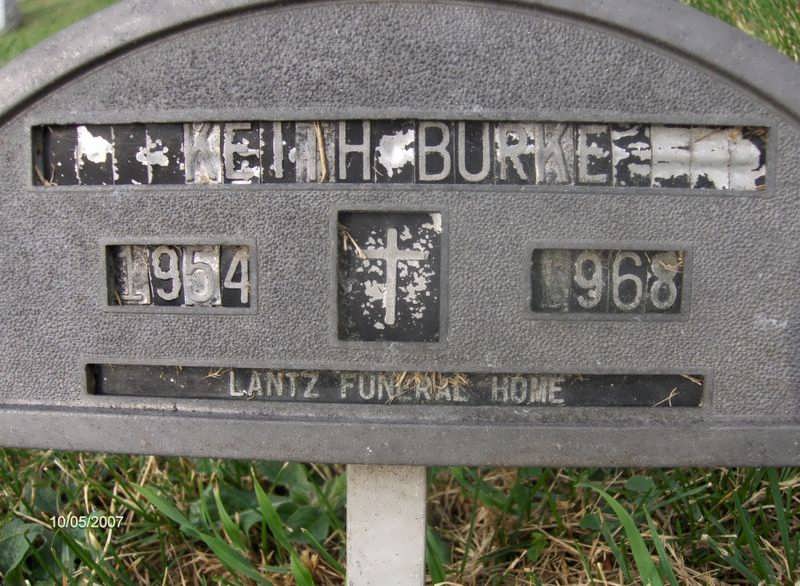 KEITH BURKE
1954
1968
LANTZ FUNERAL HOME
10/05/2007